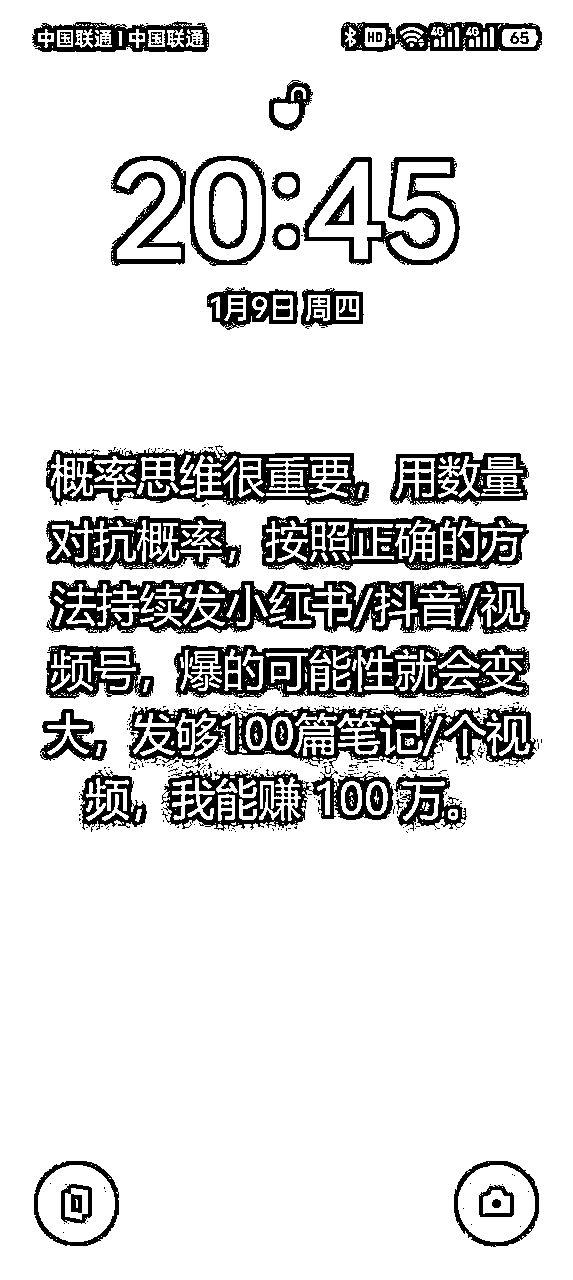 中国联通 | 中国联通 HD 4G 4G 65
20:45
1月9日 周四
概率思维很重要，用数量
对抗概率，按照正确的方
法持续发小红书/抖音/视
频号，爆的可能性就会变
大，发够100篇笔记/个视
频，我能赚 100 万。